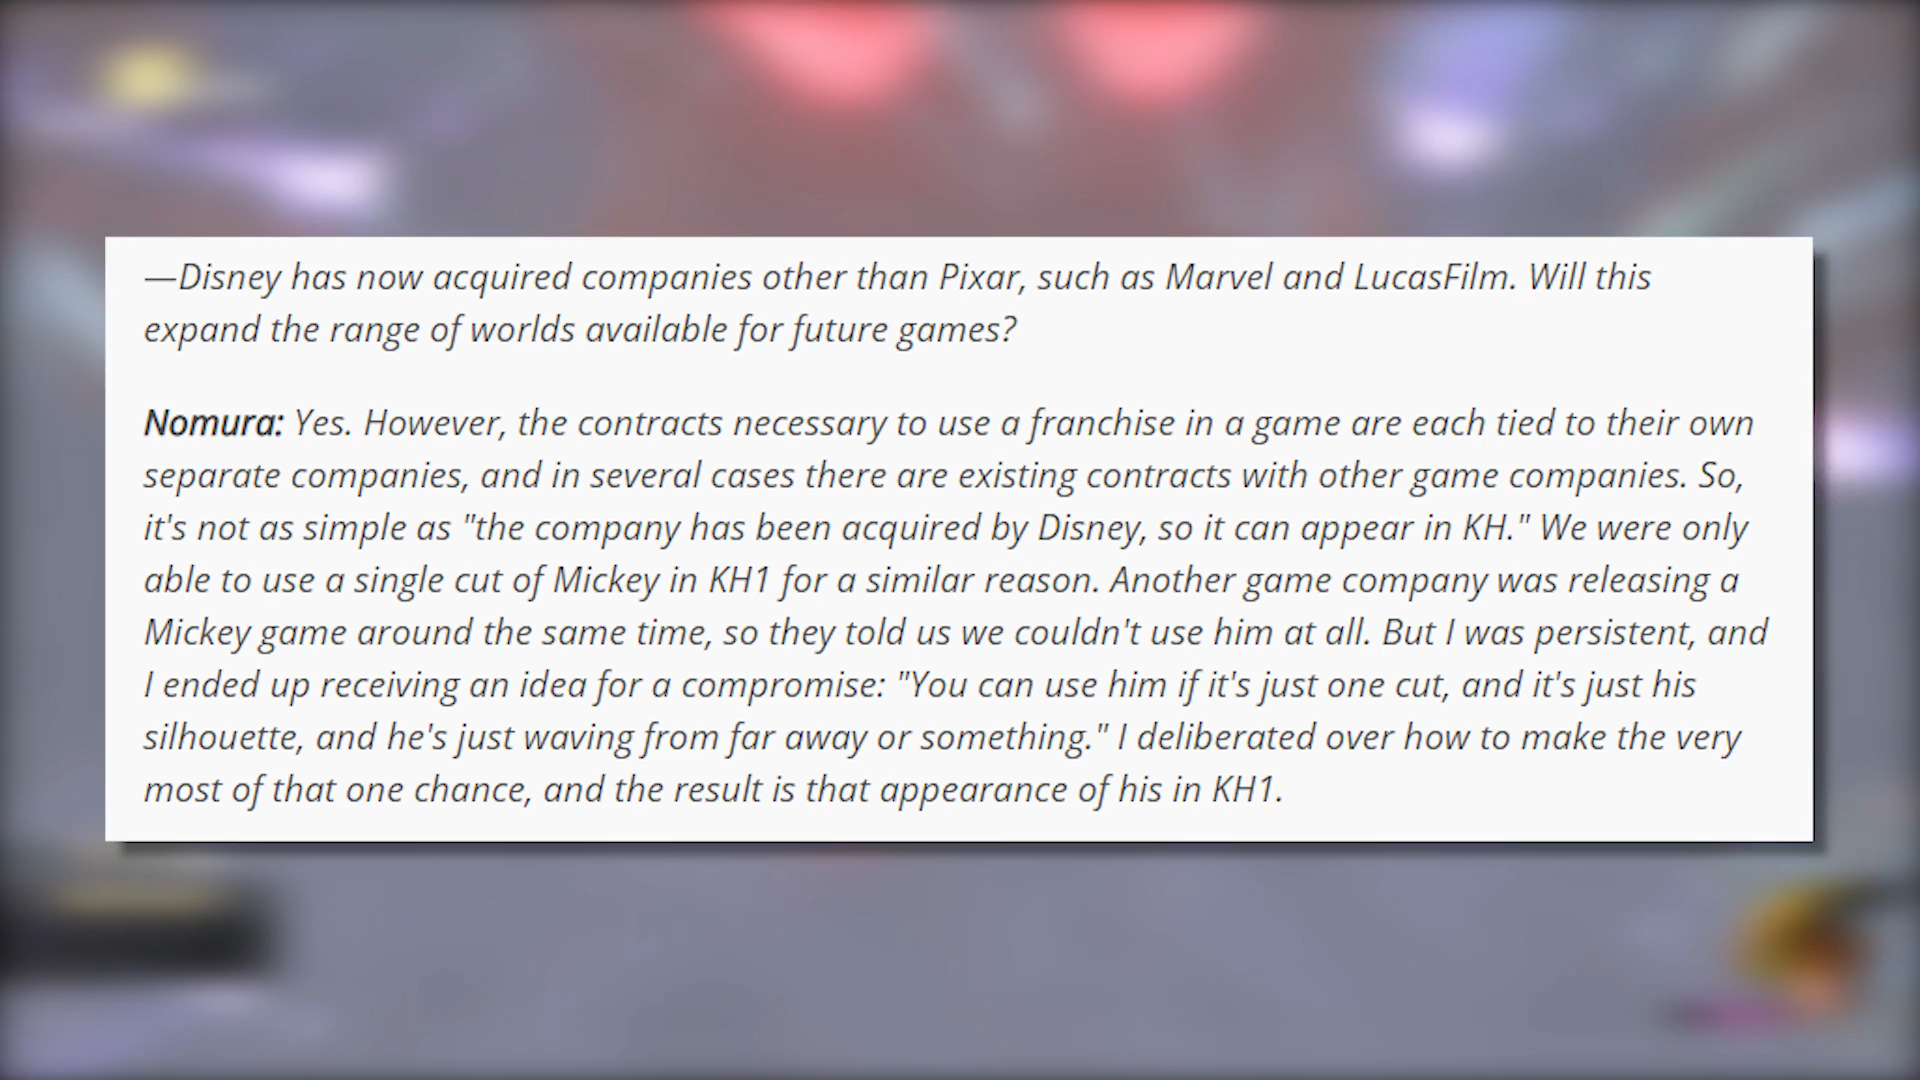 —Disney has now acquired companies other than Pixar, such as Marvel and LucasFilm. Will this
expand the range of worlds available for future games?
Nomura: Yes. However, the contracts necessary to use a franchise in a game are each tied to their own
separate companies, and in several cases there are existing contracts with other game companies. So,
it's not as simple as "the company has been acquired by Disney, so it can appear in KH." We were only
able to use a single cut of Mickey in KH1 for a similar reason. Another game company was releasing a
Mickey game around the same time, so they told us we couldn't use him at all. But I was persistent, and
I ended up receiving an idea for a compromise: "You can use him if it's just one cut, and it's just his
silhouette, and he's just waving from far away or something." I deliberated over how to make the very
most of that one chance, and the result is that appearance of his in KH1.